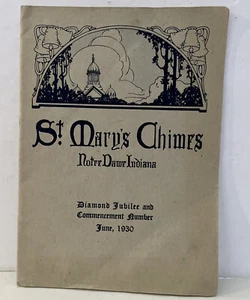 St Mary's Chimes
Notre Dame Indiana
Diamond Jubilee and
Commencement Number
June, 1930